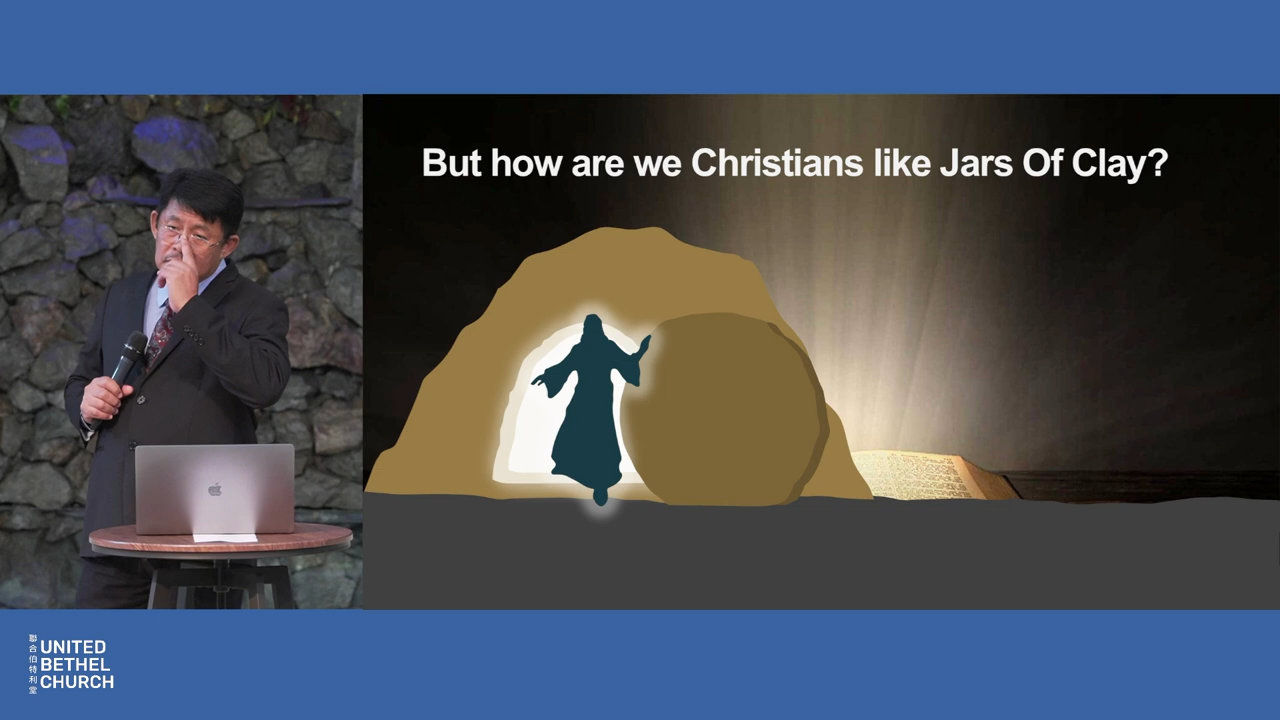 But how are we Christians like Jars Of Clay?
聯合伯特利堂
UNITED
BETHEL
CHURCH